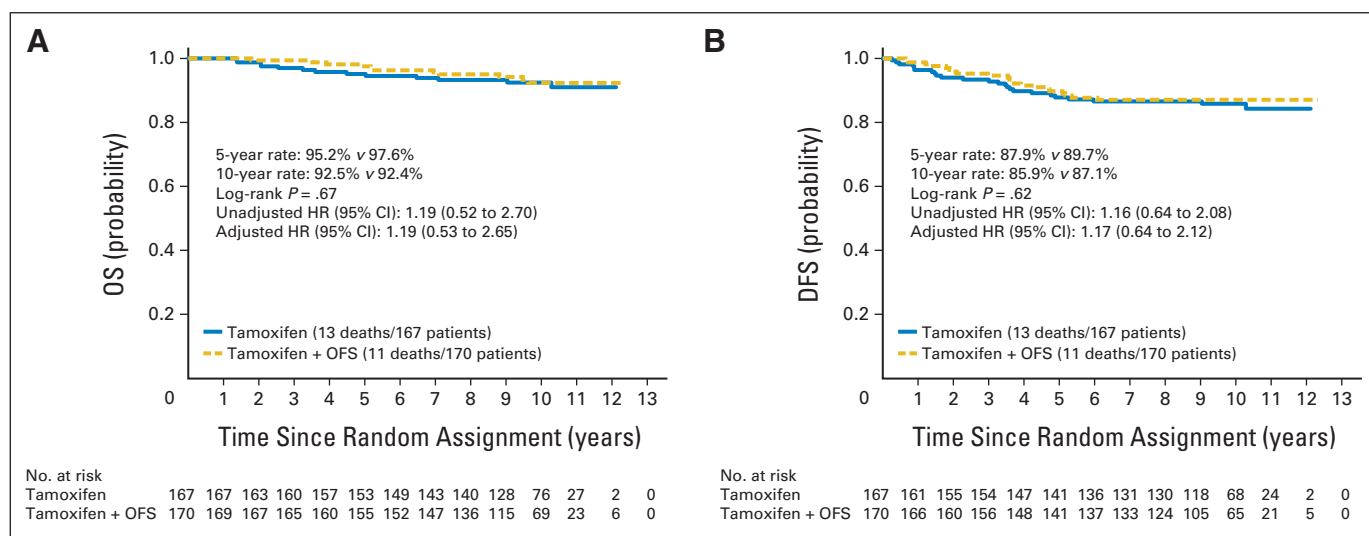 A
1.0
0.8
0.6
0.4
0.2
OS (probability)
5-year rate: 95.2% v 97.6%
10-year rate: 92.5% v 92.4%
Log-rank P = .67
Unadjusted HR (95% CI): 1.19 (0.52 to 2.70)
Adjusted HR (95% CI): 1.19 (0.53 to 2.65)
Tamoxifen (13 deaths/167 patients)
Tamoxifen + OFS (11 deaths/170 patients)
0 1 2 3 4 5 6 7 8 9 10 11 12 13
Time Since Random Assignment (years)
No. at risk
Tamoxifen 167 167 163 160 157 153 149 143 140 128 76 27 2 0
Tamoxifen + OFS 170 169 167 165 160 155 152 147 136 115 69 23 6 0
B
1.0
0.8
0.6
0.4
0.2
DFS (probability)
5-year rate: 87.9% v 89.7%
10-year rate: 85.9% v 87.1%
Log-rank P = .62
Unadjusted HR (95% CI): 1.16 (0.64 to 2.08)
Adjusted HR (95% CI): 1.17 (0.64 to 2.12)
Tamoxifen (13 deaths/167 patients)
Tamoxifen + OFS (11 deaths/170 patients)
0 1 2 3 4 5 6 7 8 9 10 11 12 13
Time Since Random Assignment (years)
No. at risk
Tamoxifen 167 161 155 154 147 141 136 131 130 118 68 24 2 0
Tamoxifen + OFS 170 166 160 156 148 141 137 133 124 105 65 21 5 0